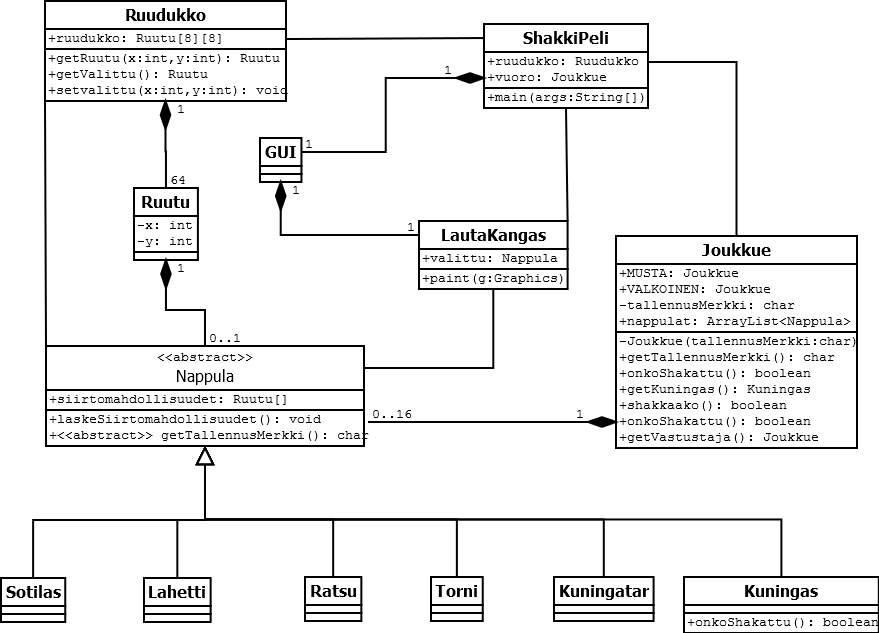 Ruudukko
+ruudukko: Ruutu[8][8]
+getRuutu(x:int,y:int): Ruutu
+getValittu(): Ruutu
+setvalittu(x:int,y:int): void
ShakkiPeli
+ruudukko: Ruudukko
+vuoro: Joukkue
+main(args:String[])
1
1
GUI
1
1
1
64
Ruutu
-x: int
-y: int
1
LautaKangas
+valittu: Nappula
+paint(g:Graphics)
Joukkue
+MUSTA: Joukkue
+VALKOINEN: Joukkue
-tallennusMerkki: char
+nappulat: ArrayList<Nappula>
-Joukkue(tallennusMerkki:char)
+getTallennusMerkki(): char
+onkoShakattu(): boolean
+getKuningas(): Kuningas
+shakkaako(): boolean
+onkoShakattu(): boolean
+getVastustaja(): Joukkue
0..1
<<abstract>>
Nappula
+siirtomahdollisuudet: Ruutu[]
+laskeSiirtomahdollisuudet(): void
+<<abstract>> getTallennusMerkki(): char
0..16
1
Sotilas
Lahetti
Ratsu
Torni
Kuningatar
Kuningas
+onkoShakattu(): boolean